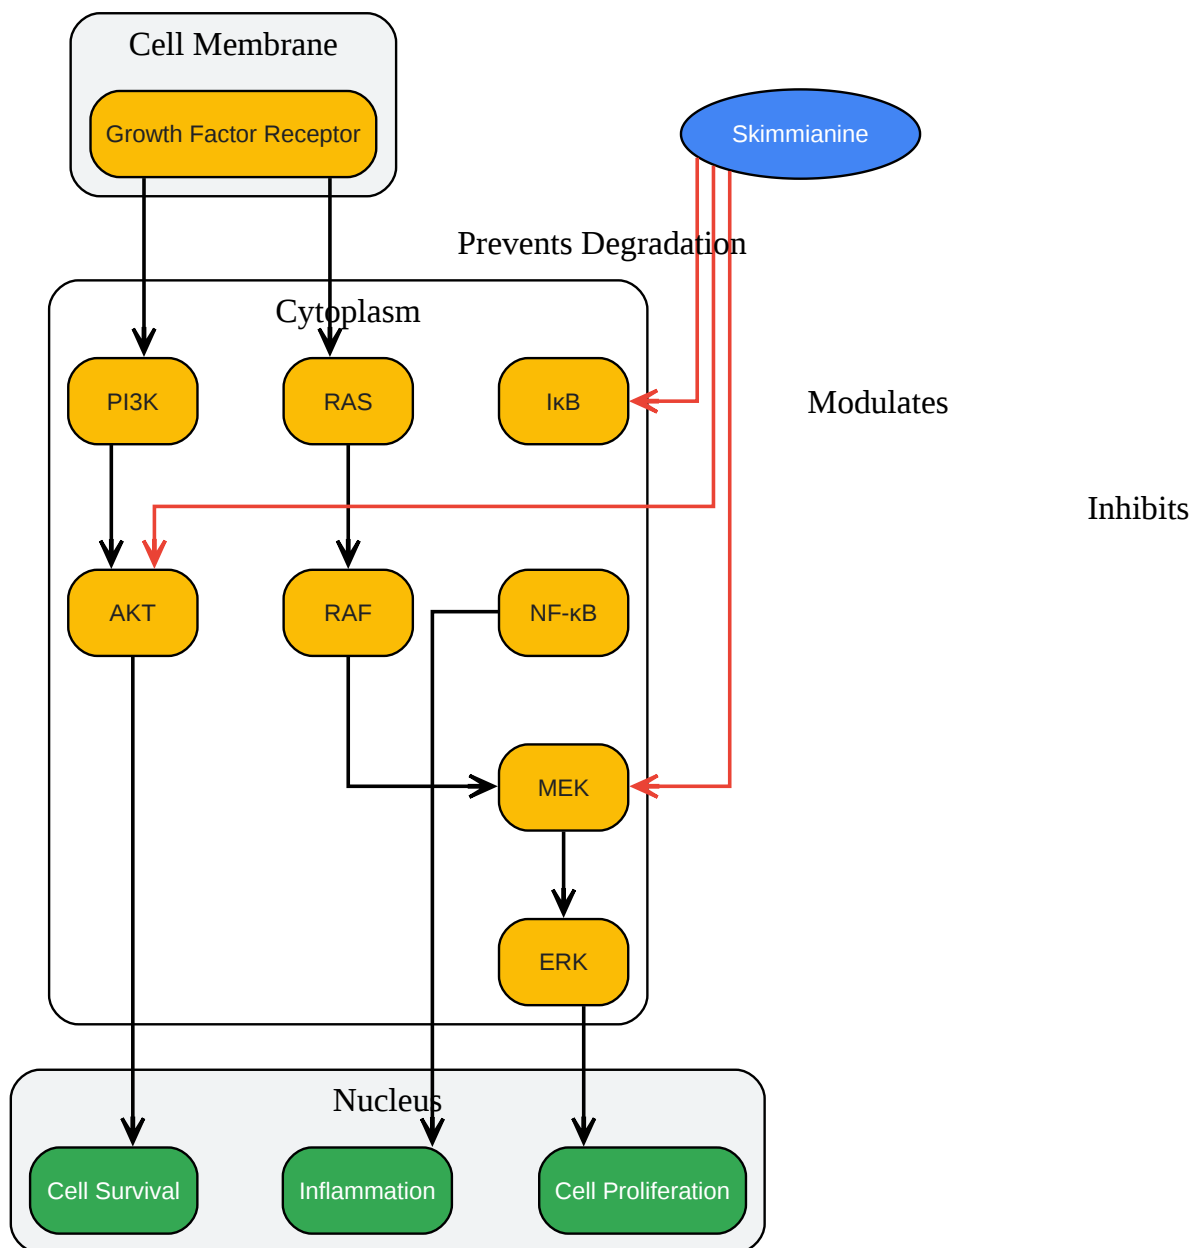 Cell Membrane
Growth Factor Receptor
Skimmianine
Prevents Degradation
Cytoplasm
PI3K
RAS
IκB
Modulates
Inhibits
AKT
RAF
NF-κB
MEK
ERK
Nucleus
Cell Survival
Inflammation
Cell Proliferation